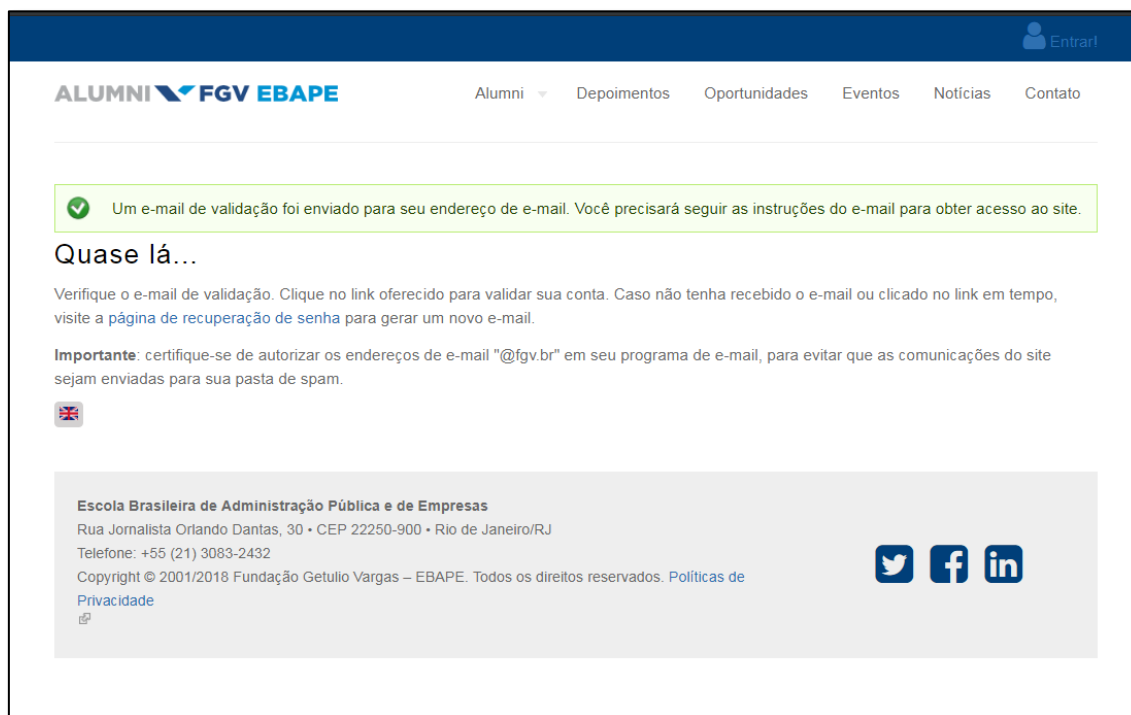 Entrar!
ALUMNI FGV EBAPE
Alumni Depoimentos Oportunidades Eventos Notícias Contato
Um e-mail de validação foi enviado para seu endereço de e-mail. Você precisará seguir as instruções do e-mail para obter acesso ao site.
Quase lá...
Verifique o e-mail de validação. Clique no link oferecido para validar sua conta. Caso não tenha recebido o e-mail ou clicado no link em tempo,
visite a página de recuperação de senha para gerar um novo e-mail.
Importante: certifique-se de autorizar os endereços de e-mail "@fgv.br" em seu programa de e-mail, para evitar que as comunicações do site
sejam enviadas para sua pasta de spam.
Escola Brasileira de Administração Pública e de Empresas
Rua Jornalista Orlando Dantas, 30 • CEP 22250-900 • Rio de Janeiro/RJ
Telefone: +55 (21) 3083-2432
Copyright © 2001/2018 Fundação Getulio Vargas – EBAPE. Todos os direitos reservados. Políticas de
Privacidade